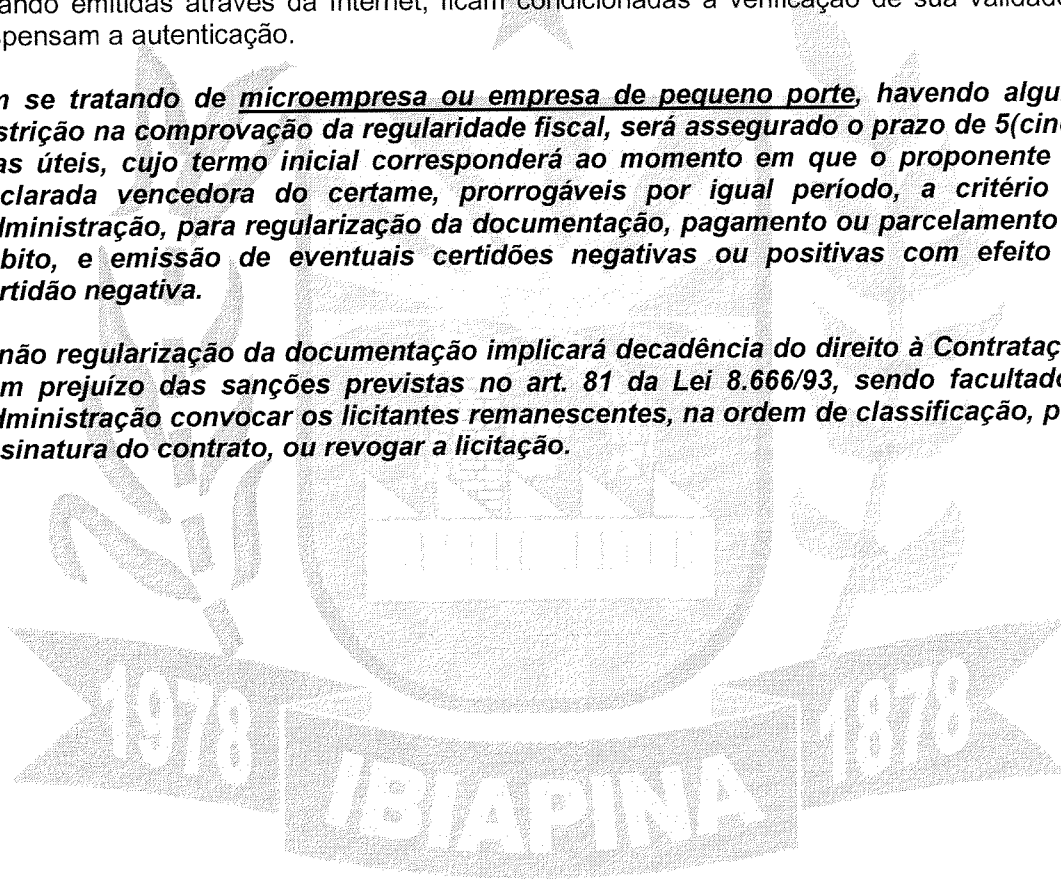 ando emitidas através da Internet, ficam condicionadas a verificação de sua validade
spensam a autenticação.
m se tratando de microempresa ou empresa de pequeno porte, havendo algu
strição na comprovação da regularidade fiscal, será assegurado o prazo de 5(cinc
as úteis, cujo termo inicial corresponderá ao momento em que o proponente
clarada vencedora do certame, prorrogáveis por igual período, a critério
dministração, para regularização da documentação, pagamento ou parcelamento
bito, e emissão de eventuais certidões negativas ou positivas com efeito
rtidão negativa.
não regularização da documentação implicará decadência do direito à Contrataç
m prejuízo das sanções previstas no art. 81 da Lei 8.666/93, sendo facultado
dministração convocar os licitantes remanescentes, na ordem de classificação, p
sinatura do contrato, ou revogar a licitação.
1978 1878
IBIAPINA